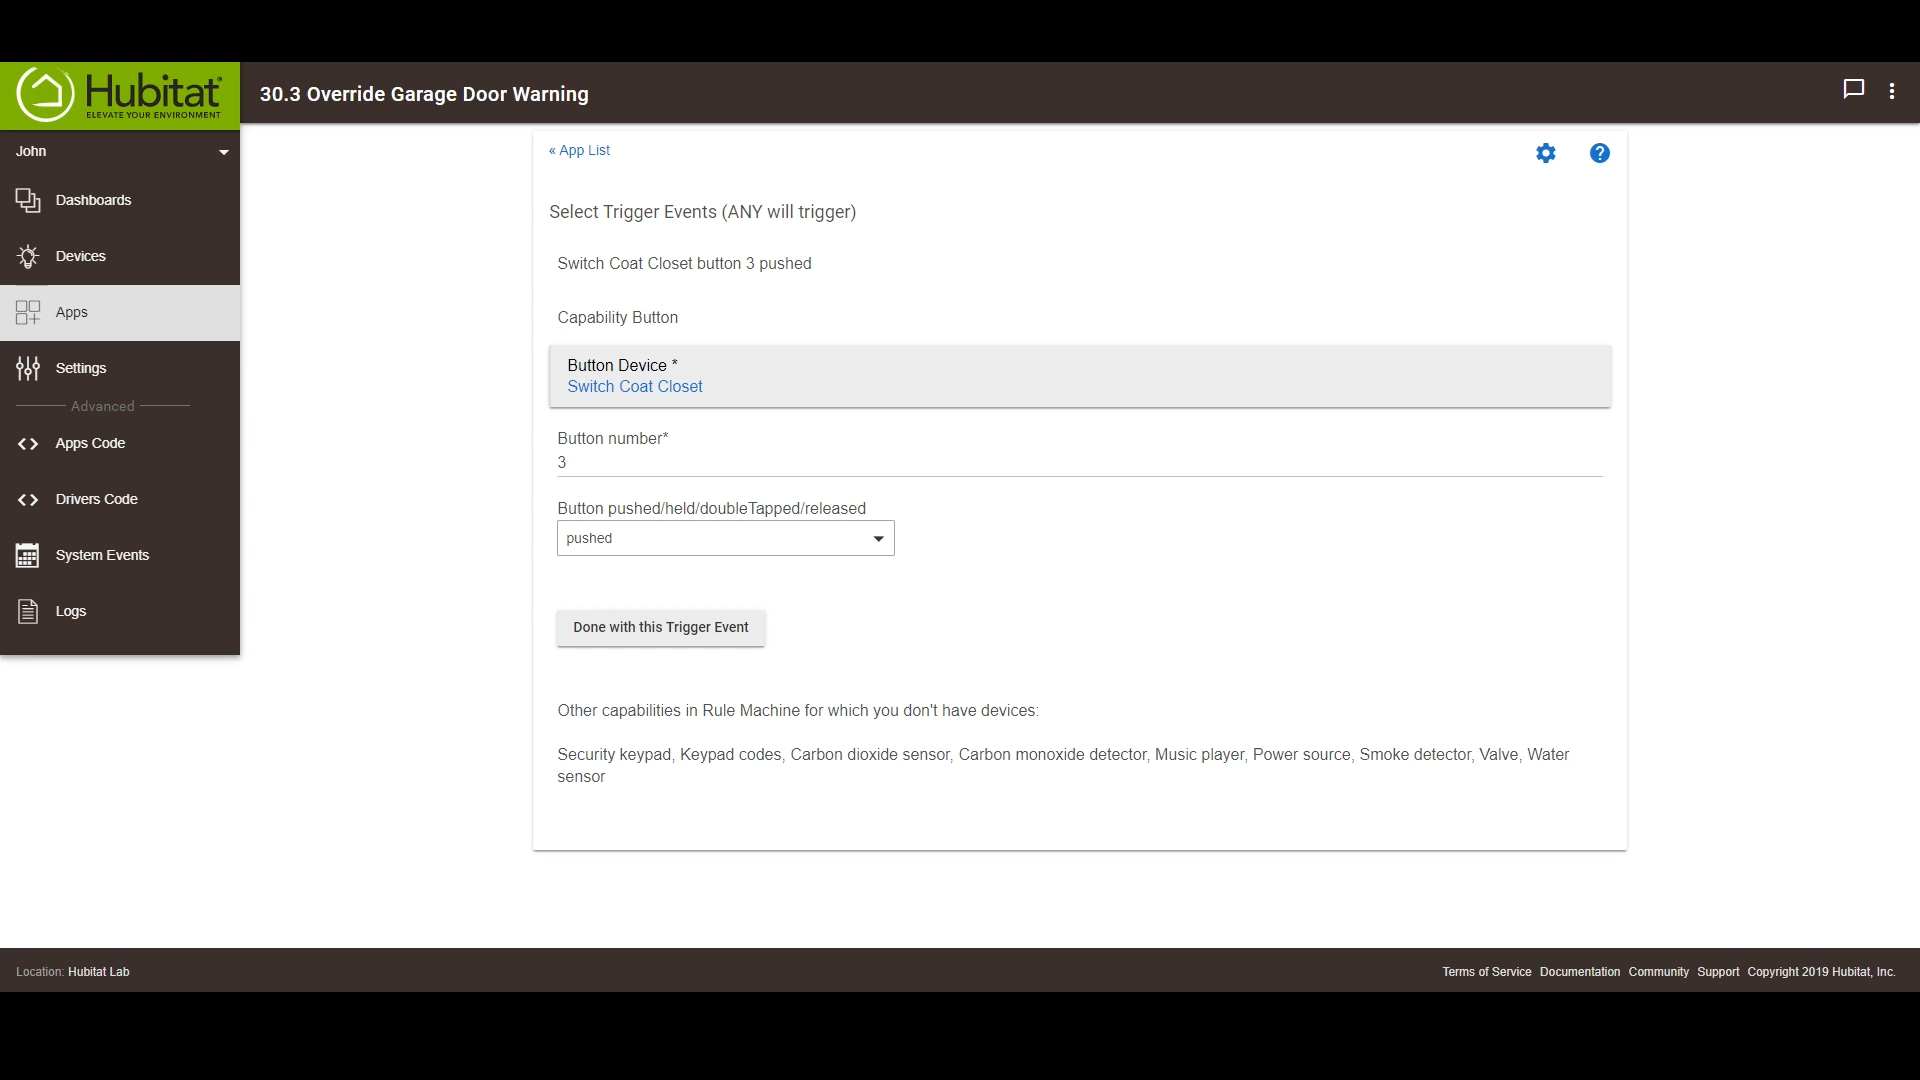 Hubitat
ELEVATE YOUR ENVIRONMENT
30.3 Override Garage Door Warning
John
Dashboards
Devices
Apps
Settings
Advanced
Apps Code
Drivers Code
System Events
Logs
« App List
Select Trigger Events (ANY will trigger)
Switch Coat Closet button 3 pushed
Capability Button
Button Device *
Switch Coat Closet
Button number*
3
Button pushed/held/doubleTapped/released
pushed
Done with this Trigger Event
Other capabilities in Rule Machine for which you don't have devices:
Security keypad, Keypad codes, Carbon dioxide sensor, Carbon monoxide detector, Music player, Power source, Smoke detector, Valve, Water
sensor
Location: Hubitat Lab
Terms of Service Documentation Community Support Copyright 2019 Hubitat, Inc.